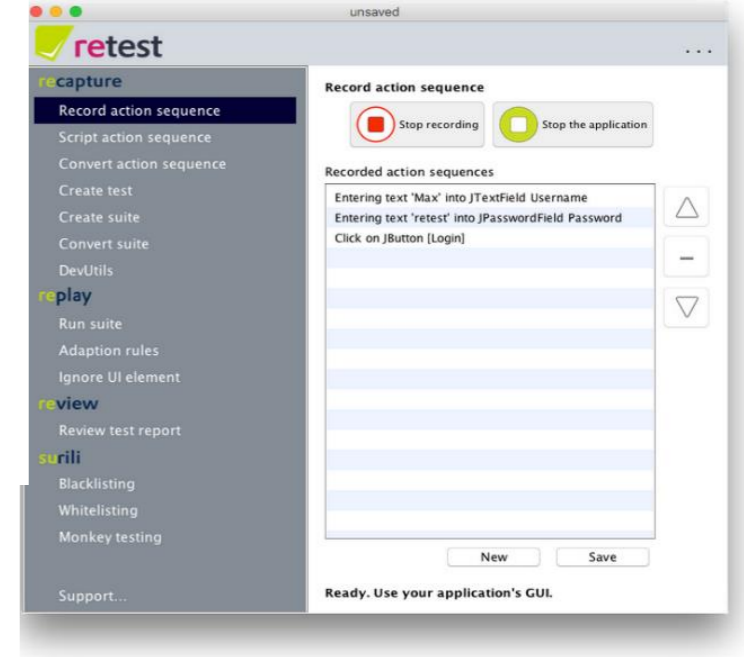 unsaved
retest
...
recapture
Record action sequence
Script action sequence
Convert action sequence
Create test
Create suite
Convert suite
DevUtils
replay
Run suite
Adaption rules
Ignore UI element
review
Review test report
surili
Blacklisting
Whitelisting
Monkey testing
Support...
Record action sequence
Stop recording
Stop the application
Recorded action sequences
Entering text 'Max' into JTextField Username
Entering text 'retest' into JPasswordField Password
Click on JButton [Login]
New
Save
Ready. Use your application's GUI.